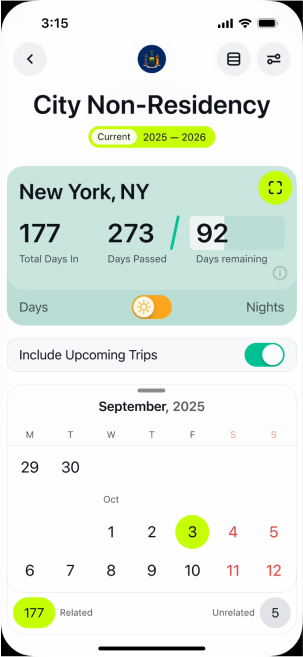 3:15
City Non-Residency
Current 2025 — 2026
New York, NY
177 273 / 92
Total Days In Days Passed Days remaining
Days Nights
Include Upcoming Trips
September, 2025
M T W T F S S
29 30
Oct
1 2 3 4 5
6 7 8 9 10 11 12
177 Related Unrelated 5